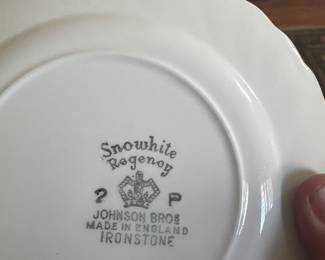 Snowhite
Regency
2 P
JOHNSON BROS
MADE IN ENGLAND
IRONSTONE